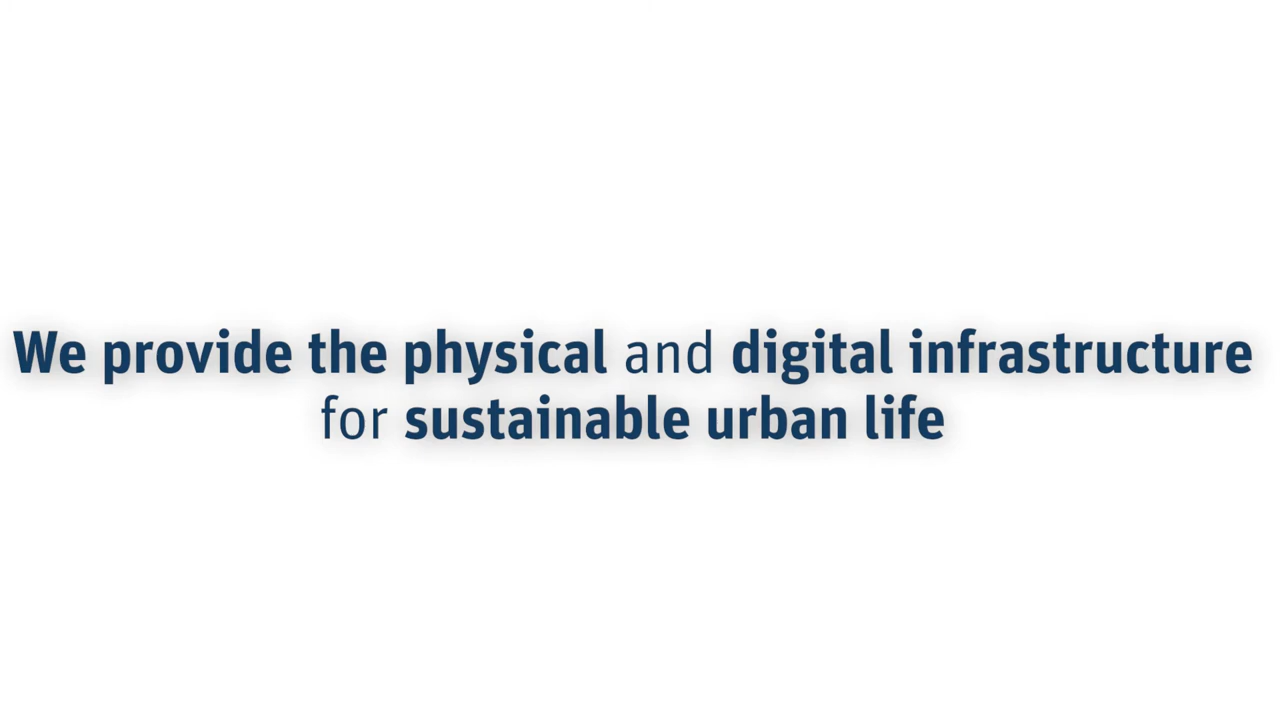 We provide the physical and digital infrastructure
for sustainable urban life